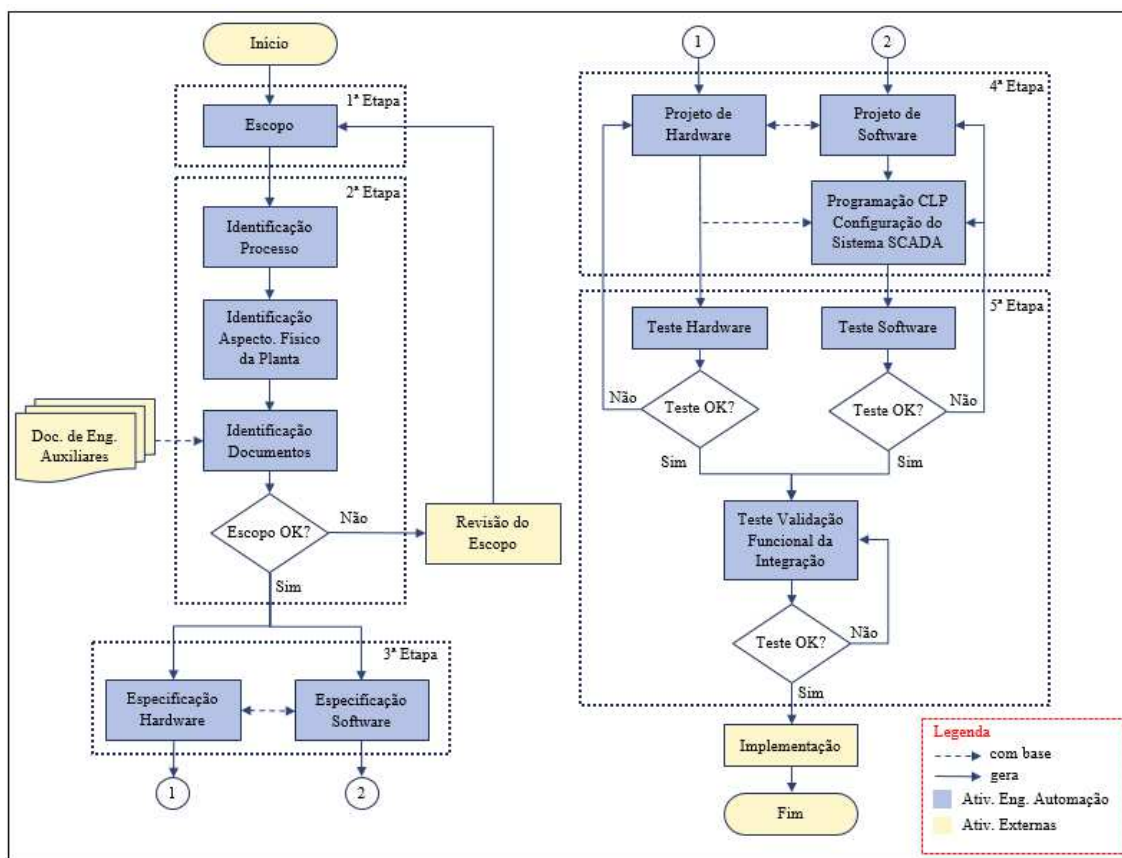 Início
1ª Etapa
Escopo
2ª Etapa
Identificação
Processo
Identificação
Aspecto. Físico
da Planta
Doc. de Eng.
Auxiliares
Identificação
Documentos
Escopo OK?
Não
Revisão do
Escopo
Sim
3ª Etapa
Especificação
Hardware
Especificação
Software
1
2
1
2
4ª Etapa
Projeto de
Hardware
Projeto de
Software
Programação CLP
Configuração do
Sistema SCADA
5ª Etapa
Teste Hardware
Teste Software
Não
Teste OK?
Teste OK?
Não
Sim
Sim
Teste Validação
Funcional da
Integração
Teste OK?
Não
Sim
Implementação
Fim
Legenda
com base
gera
Ativ. Eng. Automação
Ativ. Externas